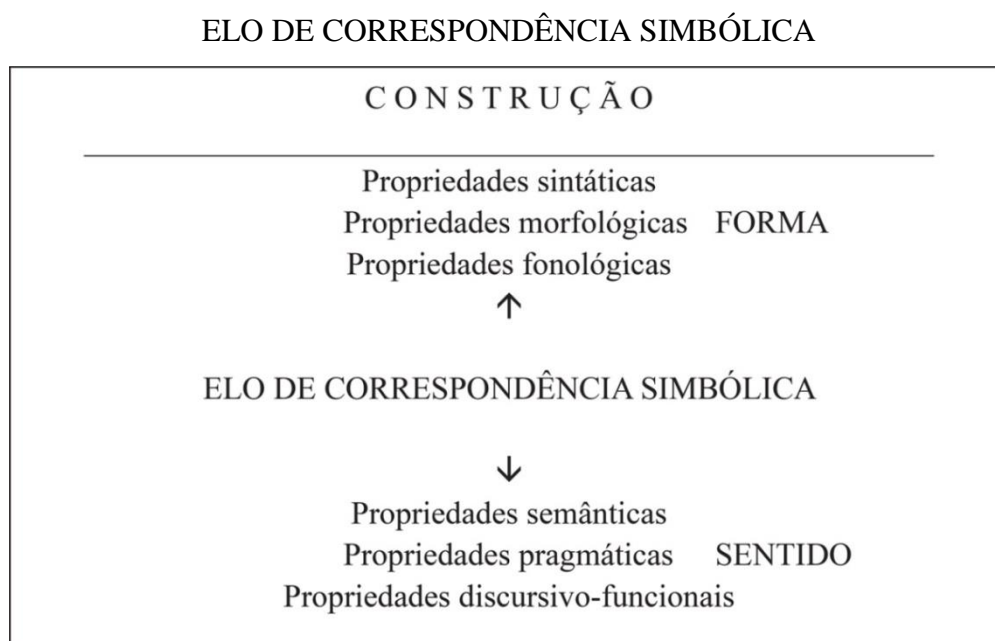 ELO DE CORRESPONDÊNCIA SIMBÓLICA
CONSTRUÇÃO
Propriedades sintáticas
Propriedades morfológicas FORMA
Propriedades fonológicas
↑
ELO DE CORRESPONDÊNCIA SIMBÓLICA
↓
Propriedades semânticas
Propriedades pragmáticas SENTIDO
Propriedades discursivo-funcionais